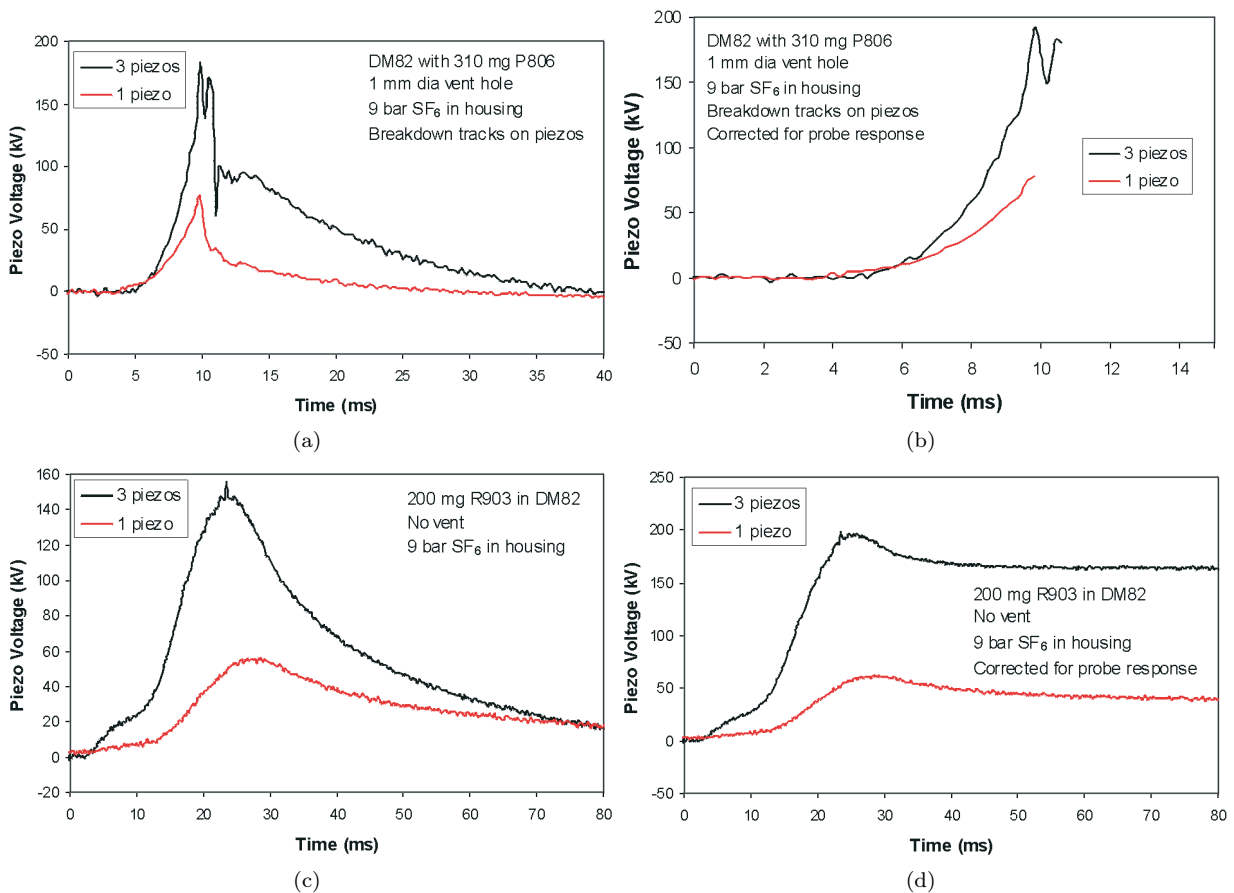 200
150
100
50
0
-50
Piezo Voltage (kV)
3 piezos
1 piezo
DM82 with 310 mg P806
1 mm dia vent hole
9 bar SF6 in housing
Breakdown tracks on piezos
0 5 10 15 20 25 30 35 40
Time (ms)
(a)
200
150
100
50
0
-50
Piezo Voltage (kV)
DM82 with 310 mg P806
1 mm dia vent hole
9 bar SF6 in housing
Breakdown tracks on piezos
Corrected for probe response
3 piezos
1 piezo
0 2 4 6 8 10 12 14
Time (ms)
(b)
160
140
120
100
80
60
40
20
0
-20
Piezo Voltage (kV)
3 piezos
1 piezo
200 mg R903 in DM82
No vent
9 bar SF6 in housing
0 10 20 30 40 50 60 70 80
Time (ms)
(c)
250
200
150
100
50
0
-50
Piezo Voltage (kV)
3 piezos
1 piezo
200 mg R903 in DM82
No vent
9 bar SF6 in housing
Corrected for probe response
0 10 20 30 40 50 60 70 80
Time (ms)
(d)